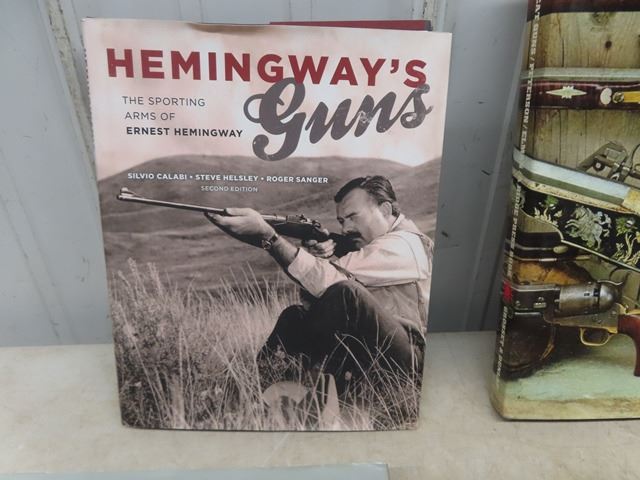 HEMINGWAY'S
Guns
THE SPORTING
ARMS OF
ERNEST HEMINGWAY
SILVIO CALABI • STEVE HELSLEY • ROGER SANGER
SECOND EDITION